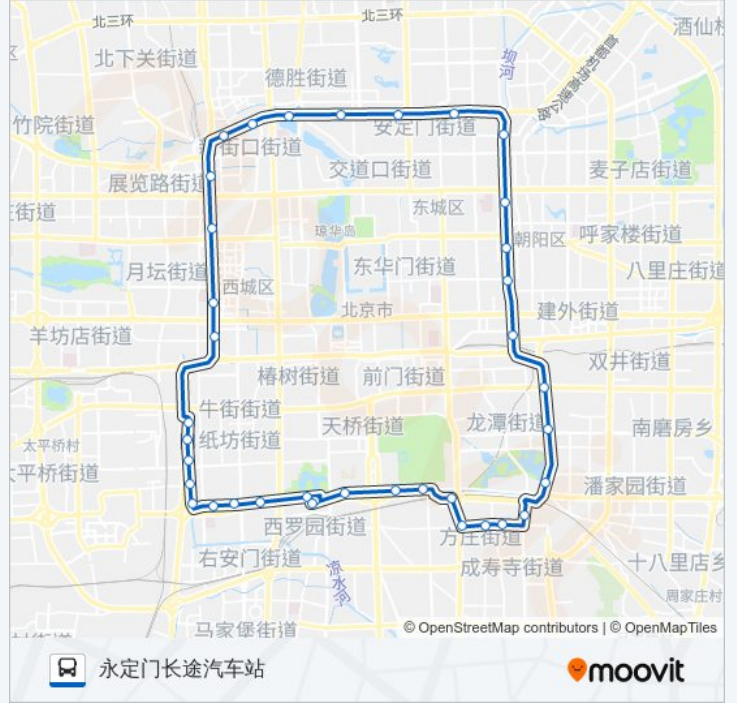 北三环
北三环
酒仙桥
北下关街道
坝河
首都机场高速公路
德胜街道
竹院街道
安定门街道
街口街道
交道口街道
麦子店街道
展览路街道
东城区
街道
琼华岛
朝阳区
呼家楼街道
月坛街道
东华门街道
八里庄街道
西城区
北京市
建外街道
羊坊店街道
双井街道
椿树街道
前门街道
牛街街道
天桥街道
龙潭街道
南磨房乡
纸坊街道
太平桥村
太平桥街道
潘家园街道
西罗园街道
方庄街道
右安门街道
凉水河
成寿寺街道
十八里店乡
周家庄村
马家堡街道
© OpenStreetMap contributors | © OpenMapTiles
永定门长途汽车站
moovit